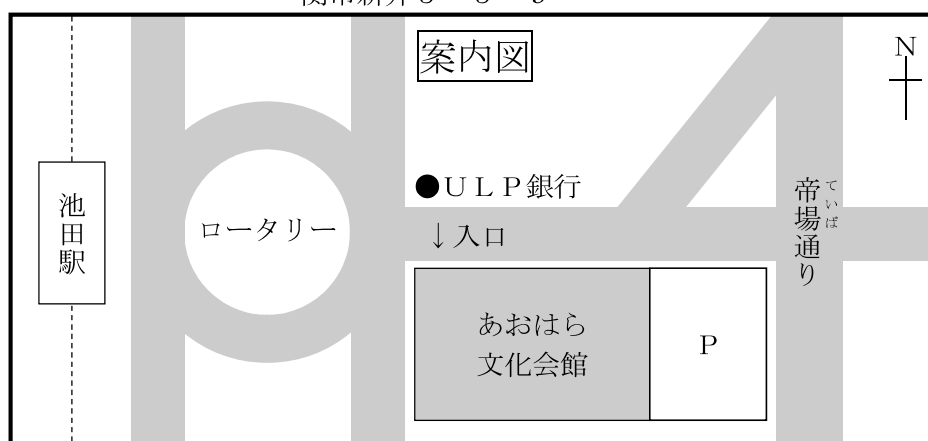 案内図
N
●ＵＬＰ銀行
池田駅
ロータリー
↓入口
帝場通り
ていば
あおはら
文化会館
P